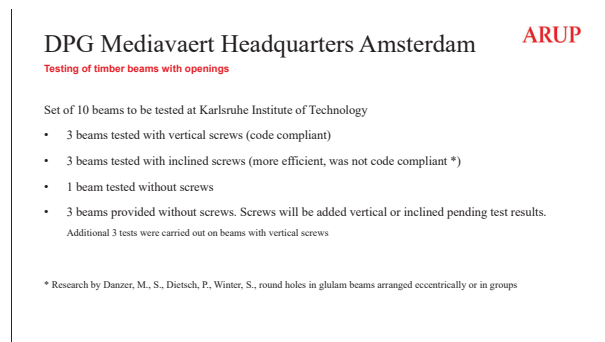 DPG Mediavaert Headquarters Amsterdam
ARUP
Testing of timber beams with openings
Set of 10 beams to be tested at Karlsruhe Institute of Technology
• 3 beams tested with vertical screws (code compliant)
• 3 beams tested with inclined screws (more efficient, was not code compliant *)
• 1 beam tested without screws
• 3 beams provided without screws. Screws will be added vertical or inclined pending test results.
Additional 3 tests were carried out on beams with vertical screws
* Research by Danzer, M., S., Dietsch, P., Winter, S., round holes in glulam beams arranged eccentrically or in groups